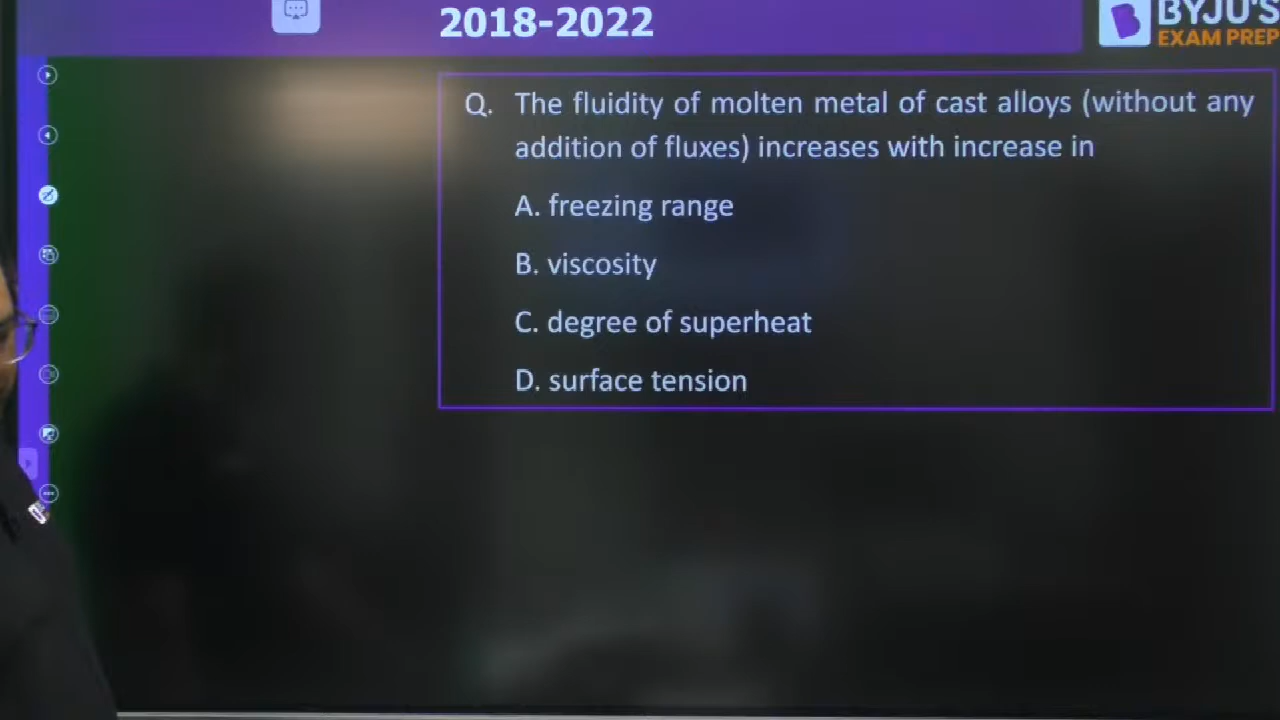 2018-2022
BYJU'S
EXAM PREP
Q. The fluidity of molten metal of cast alloys (without any
addition of fluxes) increases with increase in
A. freezing range
B. viscosity
C. degree of superheat
D. surface tension